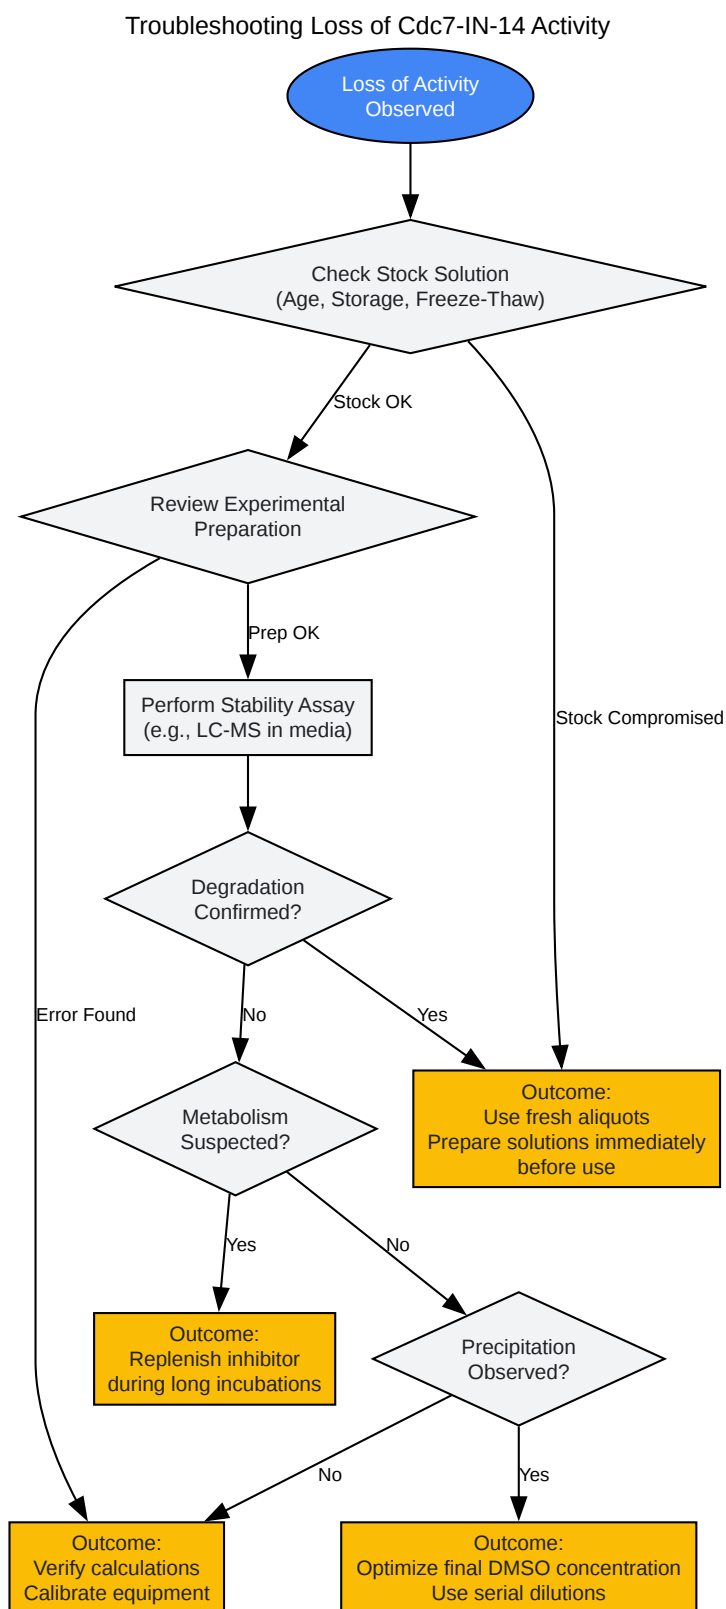 Troubleshooting Loss of Cdc7-IN-14 Activity
Loss of Activity
Observed
Check Stock Solution
(Age, Storage, Freeze-Thaw)
Stock OK
Review Experimental
Preparation
Prep OK
Perform Stability Assay
(e.g., LC-MS in media)
Stock Compromised
Degradation
Confirmed?
Error Found
No
Yes
Outcome:
Use fresh aliquots
Prepare solutions immediately
before use
Metabolism
Suspected?
Yes
No
Outcome:
Replenish inhibitor
during long incubations
Precipitation
Observed?
No
Yes
Outcome:
Verify calculations
Calibrate equipment
Outcome:
Optimize final DMSO concentration
Use serial dilutions